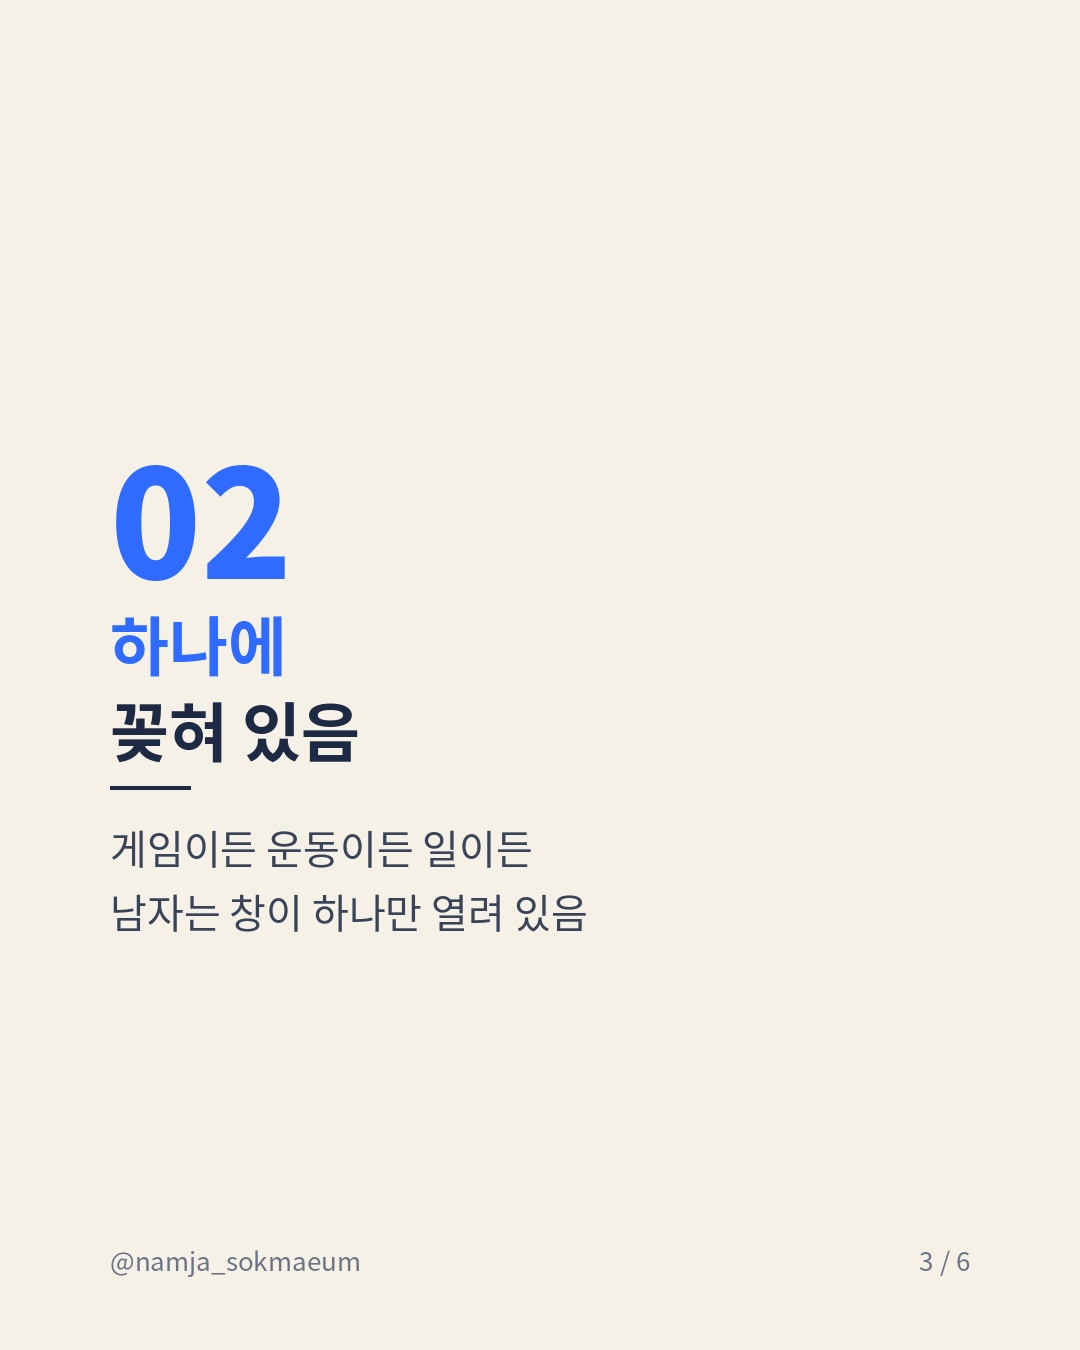 02
하나에
꽂혀 있음
게임이든 운동이든 일이든
남자는 창이 하나만 열려 있음
@namja_sokmaeum
3 / 6